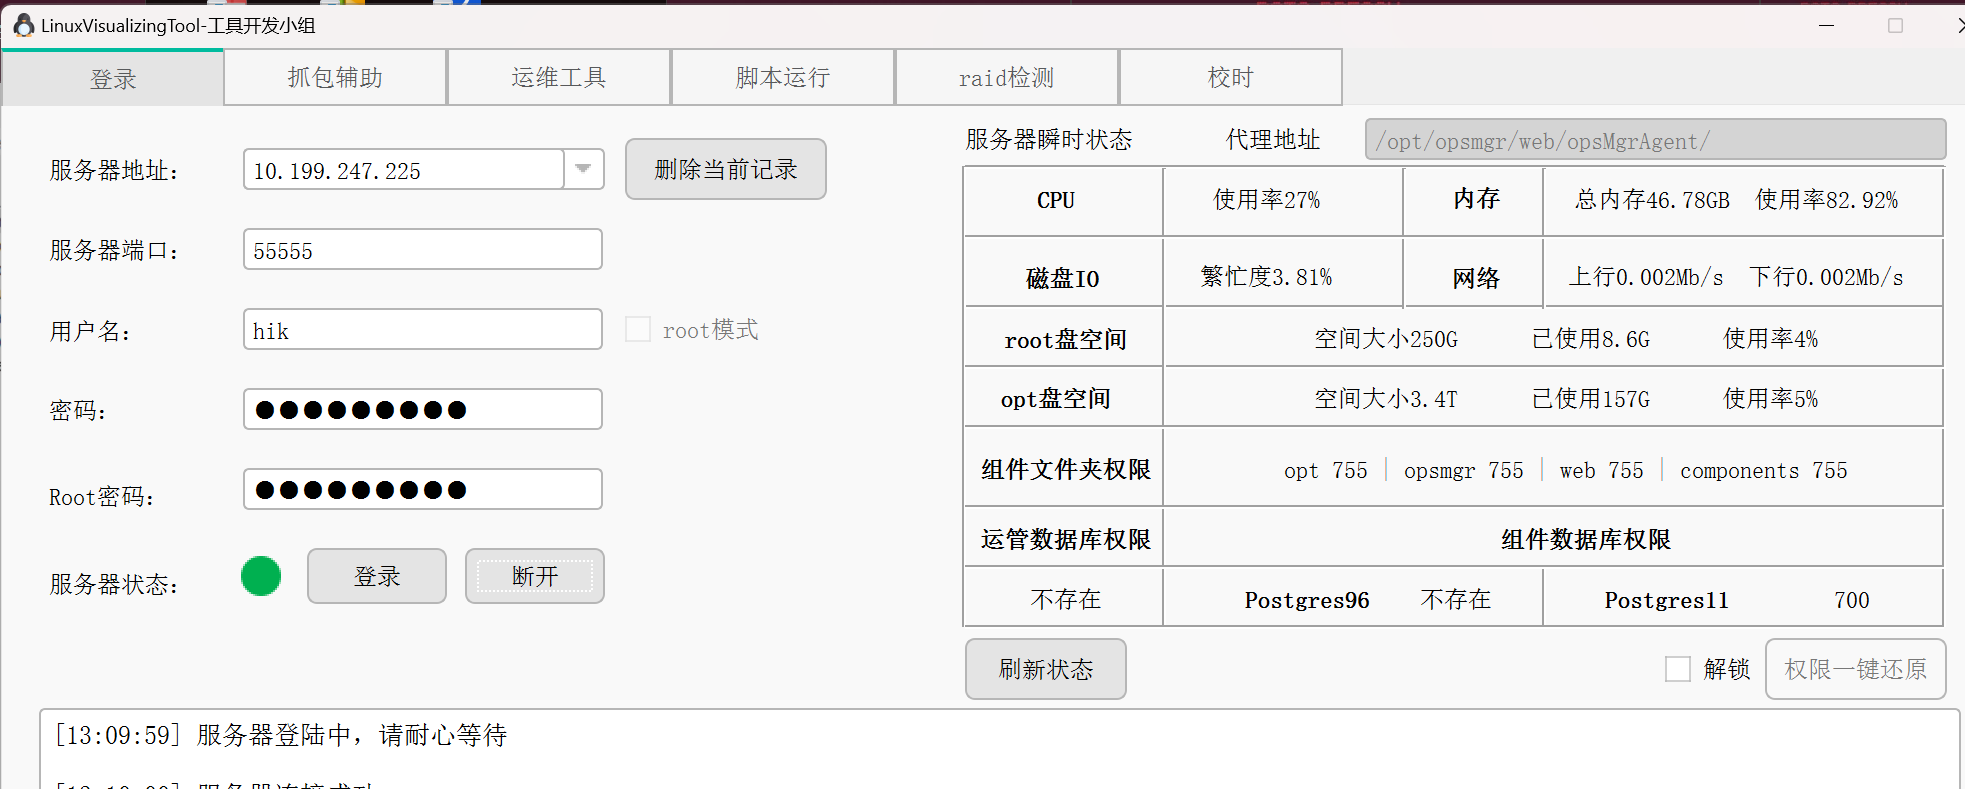 LinuxVisualizingTool-工具开发小组
登录 抓包辅助 运维工具 脚本运行 raid检测 校时
服务器地址： 10.199.247.225 删除当前记录
服务器端口： 55555
用户名： hik root模式
密码： ●●●●●●●●●
Root密码： ●●●●●●●●●
服务器状态： 登录 断开
服务器瞬时状态 代理地址 /opt/opsmgr/web/opsMgrAgent/
CPU 使用率27% 内存 总内存46.78GB 使用率82.92%
磁盘IO 繁忙度3.81% 网络 上行0.002Mb/s 下行0.002Mb/s
root盘空间 空间大小250G 已使用8.6G 使用率4%
opt盘空间 空间大小3.4T 已使用157G 使用率5%
组件文件夹权限 opt 755 | opsmgr 755 | web 755 | components 755
运管数据库权限 组件数据库权限
不存在 Postgres96 不存在 Postgres11 700
刷新状态 解锁 权限一键还原
[13:09:59] 服务器登陆中，请耐心等待